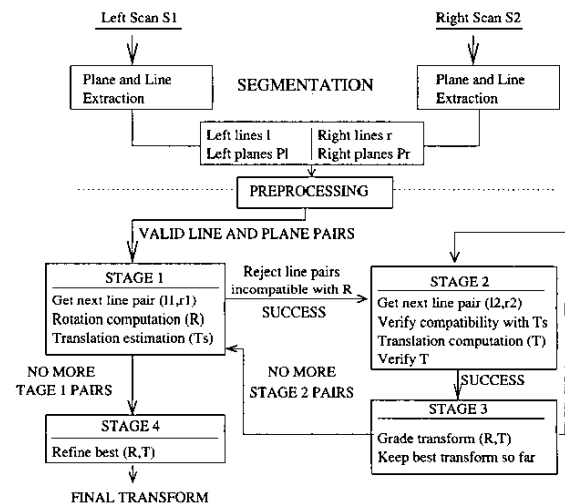 Left Scan S1
Right Scan S2
Plane and Line
Extraction
SEGMENTATION
Plane and Line
Extraction
Left lines l
Left planes Pl
Right lines r
Right planes Pr
PREPROCESSING
VALID LINE AND PLANE PAIRS
STAGE 1
Get next line pair (l1,r1)
Rotation computation (R)
Translation estimation (Ts)
Reject line pairs
incompatible with R
SUCCESS
STAGE 2
Get next line pair (l2,r2)
Verify compatibility with Ts
Translation computation (T)
Verify T
NO MORE
TAGE 1 PAIRS
NO MORE
STAGE 2 PAIRS
SUCCESS
STAGE 3
Grade transform (R,T)
Keep best transform so far
STAGE 4
Refine best (R,T)
FINAL TRANSFORM